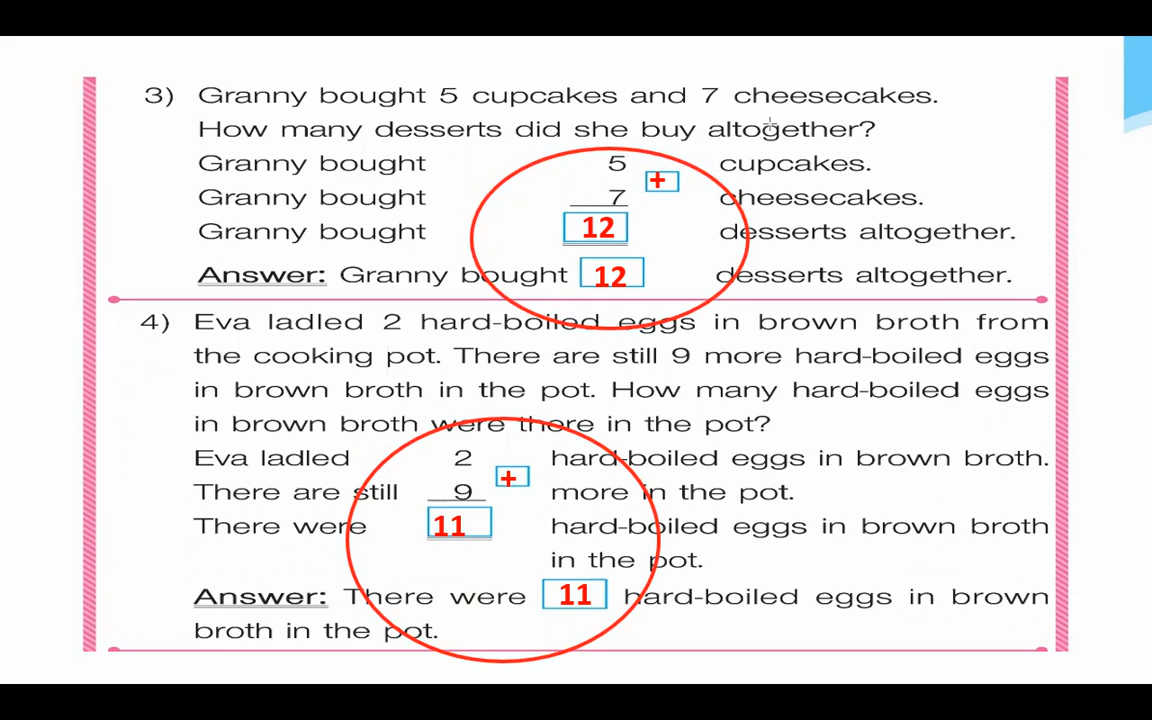 3) Granny bought 5 cupcakes and 7 cheesecakes.
How many desserts did she buy altogether?
Granny bought 5 cupcakes.
+
Granny bought 7 cheesecakes.
Granny bought 12 desserts altogether.
Answer: Granny bought 12 desserts altogether.
4) Eva ladled 2 hard-boiled eggs in brown broth from
the cooking pot. There are still 9 more hard-boiled eggs
in brown broth in the pot. How many hard-boiled eggs
in brown broth were there in the pot?
Eva ladled 2 hard-boiled eggs in brown broth.
+
There are still 9 more in the pot.
There were 11 hard-boiled eggs in brown broth
in the pot.
Answer: There were 11 hard-boiled eggs in brown
broth in the pot.